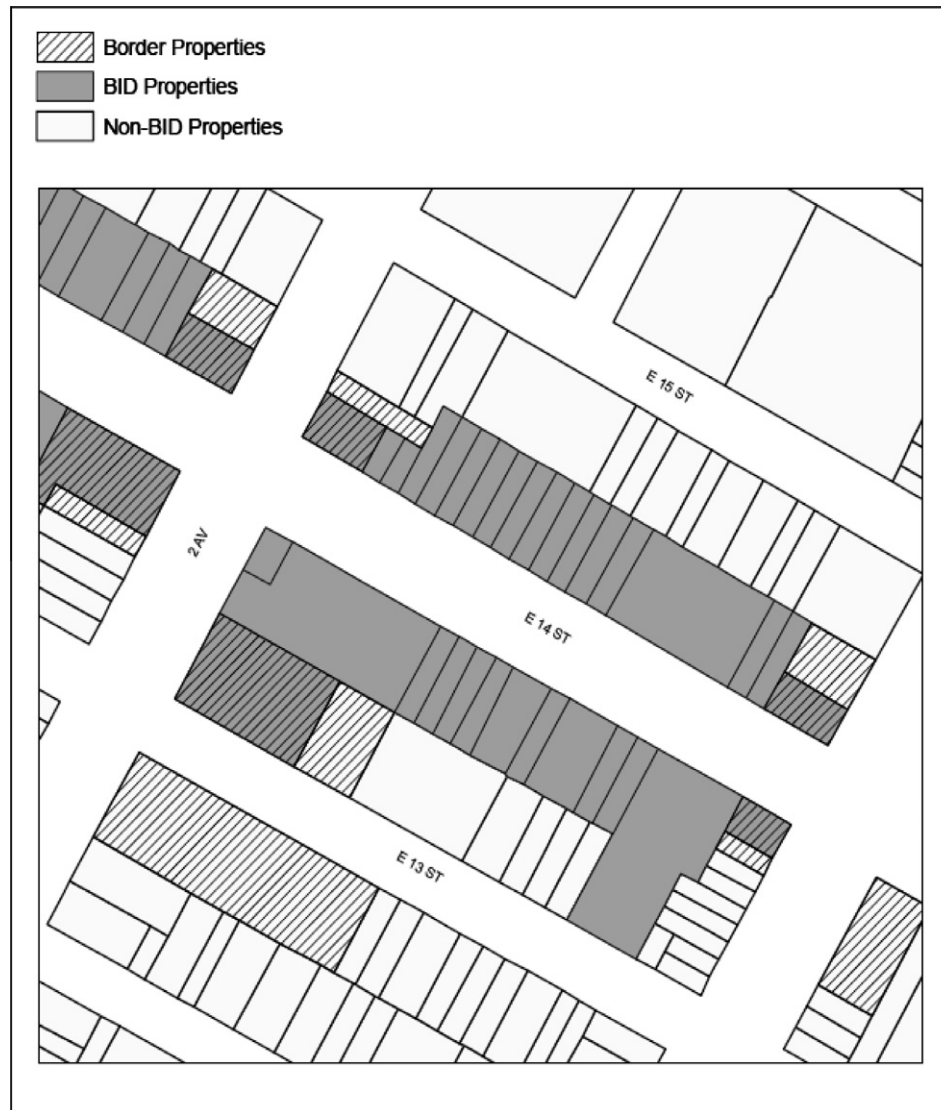 Border Properties
BID Properties
Non-BID Properties
E 15 ST
2 AV
E 14 ST
E 13 ST